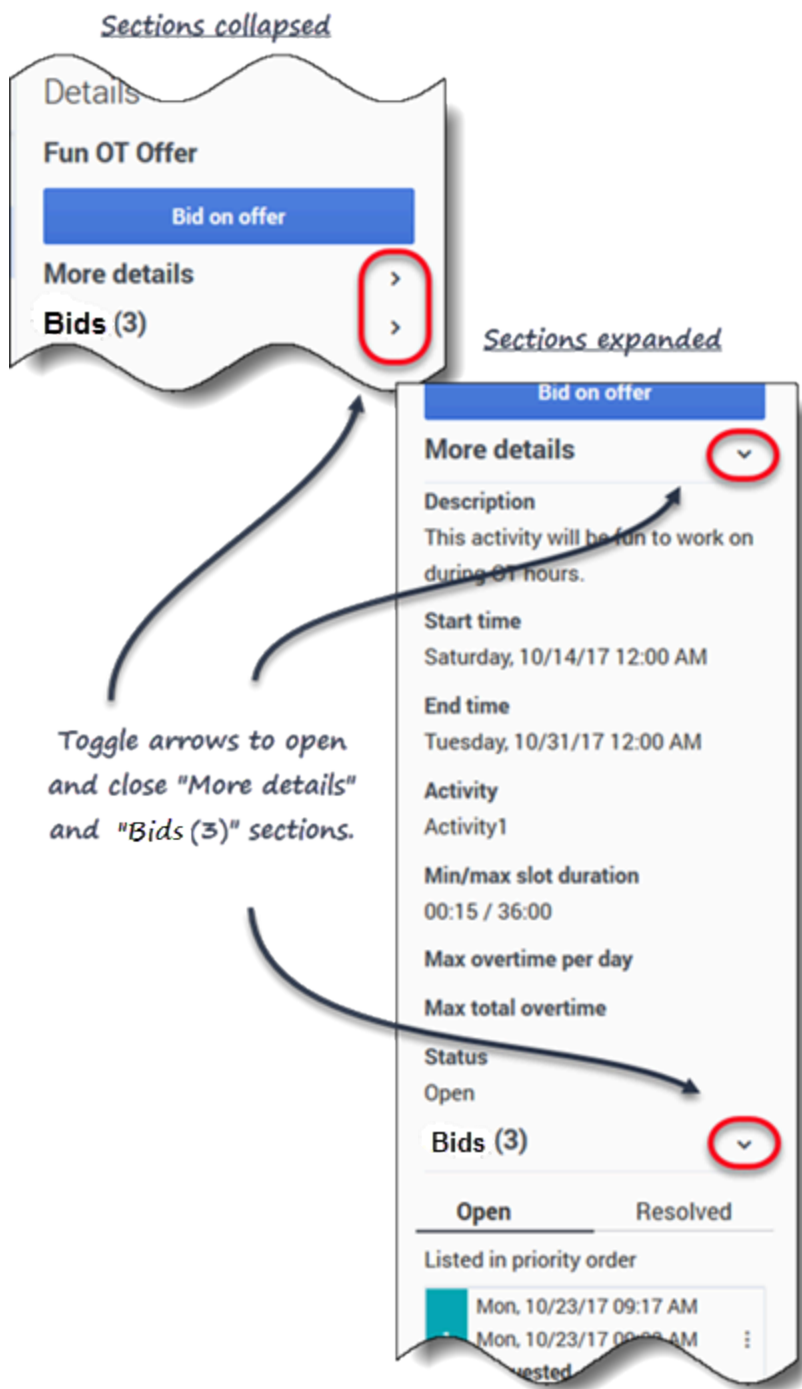 Sections collapsed
Details
Fun OT Offer
Bid on offer
More details
Bids (3)
Sections expanded
Bid on offer
More details
Description
This activity will be fun to work on
during OT hours.
Start time
Saturday, 10/14/17 12:00 AM
End time
Tuesday, 10/31/17 12:00 AM
Toggle arrows to open
and close "More details"
and "Bids (3)" sections.
Activity
Activity1
Min/max slot duration
00:15 / 36:00
Max overtime per day
Max total overtime
Status
Open
Bids (3)
Open Resolved
Listed in priority order
Mon, 10/23/17 09:17 AM
Mon, 10/23/17 AM